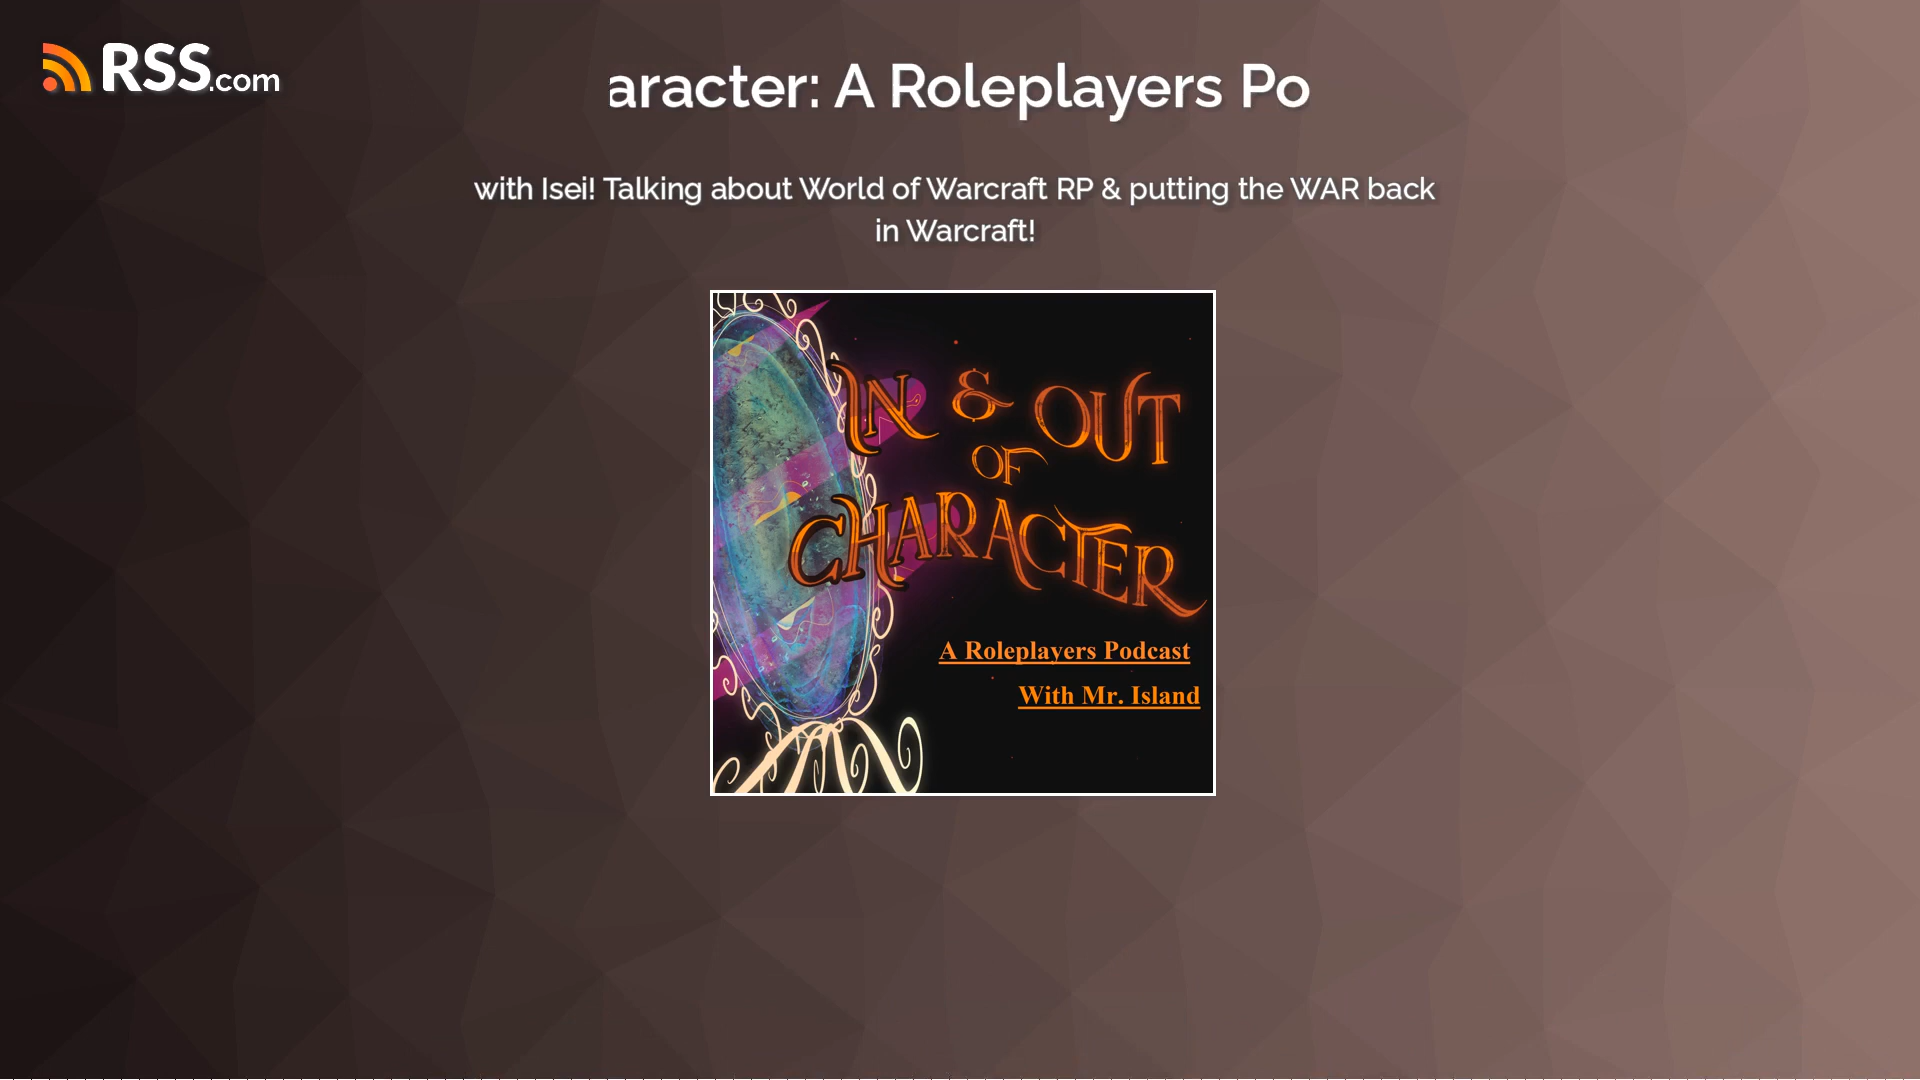 RSS.com
aracter: A Roleplayers Po
with Isei! Talking about World of Warcraft RP & putting the WAR back
in Warcraft!
IN & OUT
OF
CHARACTER
A Roleplayers Podcast
With Mr. Island